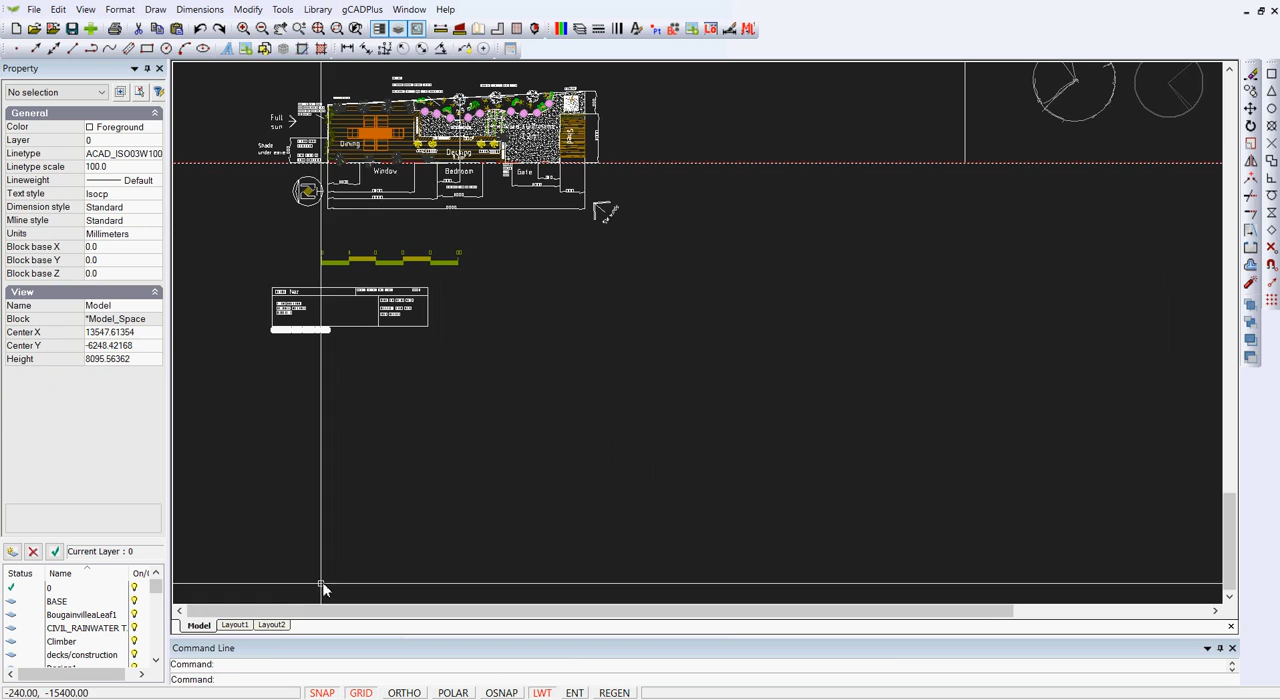 File Edit View Format Draw Dimensions Modify Tools Library gCADPlus Window Help
Property
No selection
General
Color Foreground
Layer 0
Linetype ACAD_ISO03W100
Linetype scale 100.0
Lineweight Default
Text style Isocp
Dimension style Standard
Mline style Standard
Units Millimeters
Block base X 0.0
Block base Y 0.0
Block base Z 0.0
View
Name Model
Block *Model_Space
Center X 13547.61354
Center Y -6248.42168
Height 8095.56362
Current Layer : 0
Status Name On/(
0
BASE
BougainvilleaLeaf1
CIVIL_RAINWATER T
Climber
decks/construction
Full
sun
Shade
Dining
Decking
Shed
Window
Bedroom
Gate
Model Layout1 Layout2
Command Line
Command:
Command:
-240.00, -15400.00 SNAP GRID ORTHO POLAR OSNAP LWT ENT REGEN